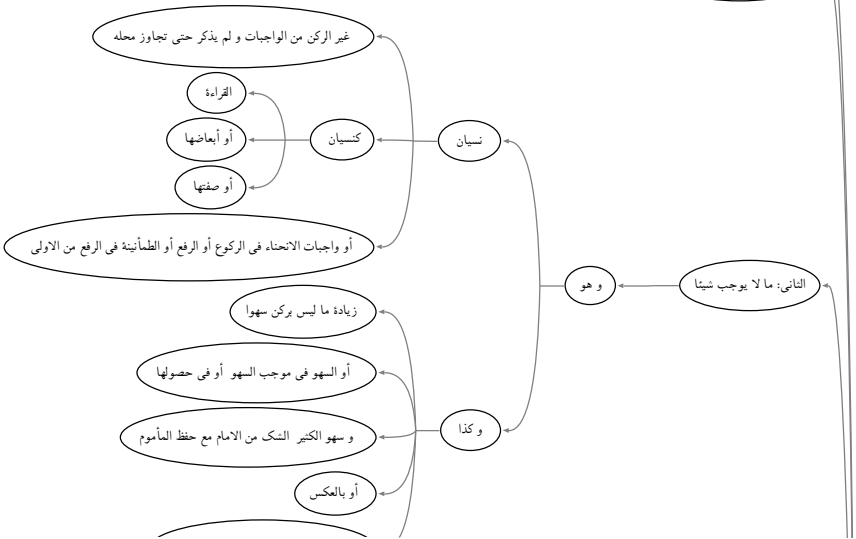 الثانی: ما لا یوجب شیئا
و هو
نسیان
غیر الرکن من الواجبات و لم یذکر حتی تجاوز محله
کنسیان
القراءة
أو أبعاضها
أو صفتها
أو واجبات الانحناء فی الرکوع أو الرفع أو الطمأنینة فی الرفع من الاولی
و کذا
زیادة ما لیس برکن سهوا
أو السهو فی موجب السهو أو فی حصولها
و سهو الکثیر الشک من الامام مع حفظ المأموم
أو بالعکس